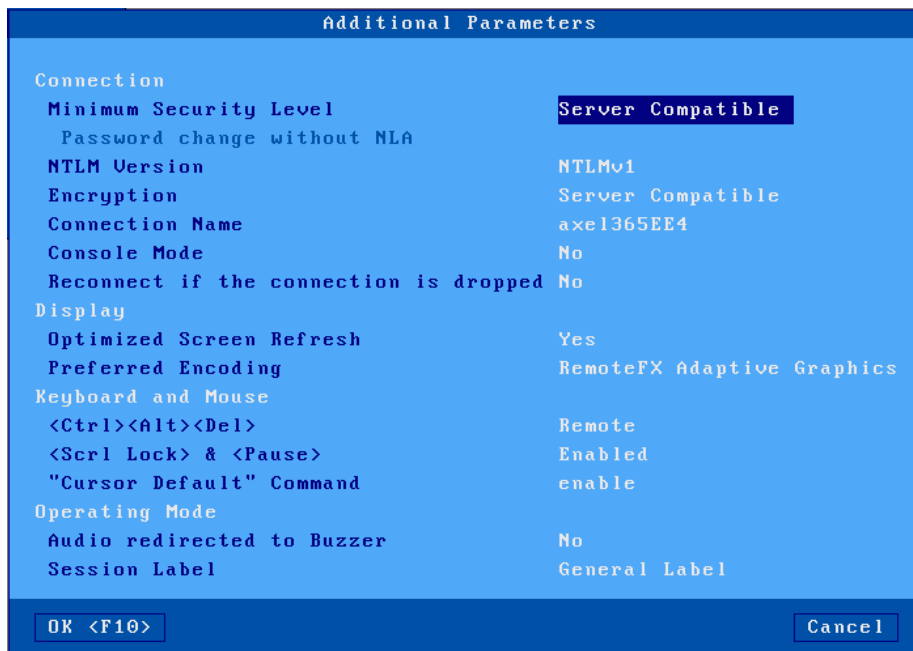 Additional Parameters
Connection
Minimum Security Level Server Compatible
Password change without NLA
NTLM Version NTLMv1
Encryption Server Compatible
Connection Name axel365EE4
Console Mode No
Reconnect if the connection is dropped No
Display
Optimized Screen Refresh Yes
Preferred Encoding RemoteFX Adaptive Graphics
Keyboard and Mouse
<Ctrl><Alt><Del> Remote
<Scrl Lock> & <Pause> Enabled
"Cursor Default" Command enable
Operating Mode
Audio redirected to Buzzer No
Session Label General Label
OK <F10> Cancel